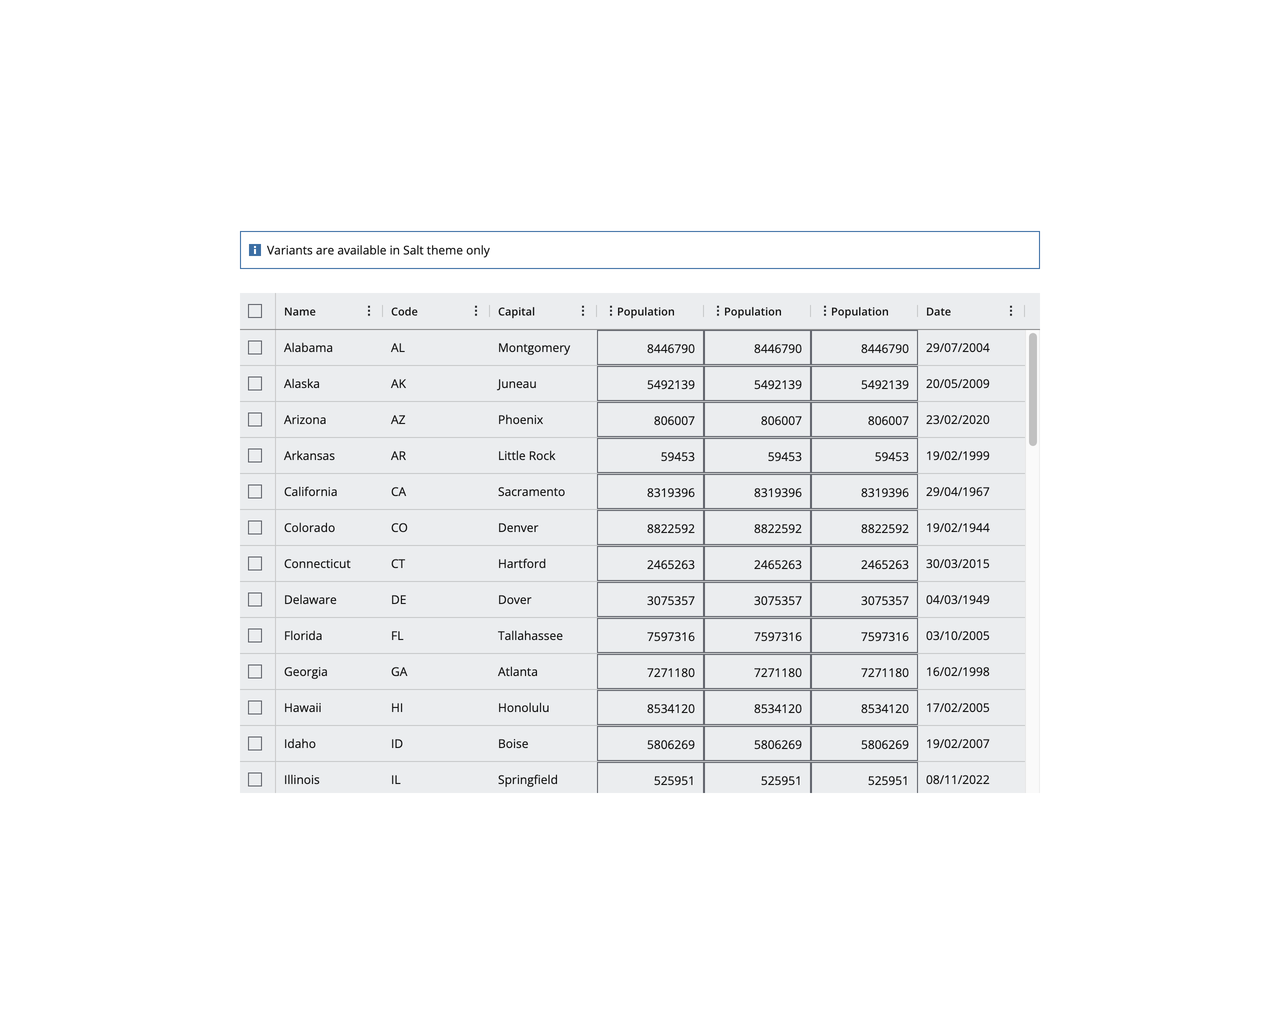 Variants are available in Salt theme only
Name Code Capital Population Population Population Date
Alabama AL Montgomery 8446790 8446790 8446790 29/07/2004
Alaska AK Juneau 5492139 5492139 5492139 20/05/2009
Arizona AZ Phoenix 806007 806007 806007 23/02/2020
Arkansas AR Little Rock 59453 59453 59453 19/02/1999
California CA Sacramento 8319396 8319396 8319396 29/04/1967
Colorado CO Denver 8822592 8822592 8822592 19/02/1944
Connecticut CT Hartford 2465263 2465263 2465263 30/03/2015
Delaware DE Dover 3075357 3075357 3075357 04/03/1949
Florida FL Tallahassee 7597316 7597316 7597316 03/10/2005
Georgia GA Atlanta 7271180 7271180 7271180 16/02/1998
Hawaii HI Honolulu 8534120 8534120 8534120 17/02/2005
Idaho ID Boise 5806269 5806269 5806269 19/02/2007
Illinois IL Springfield 525951 525951 525951 08/11/2022